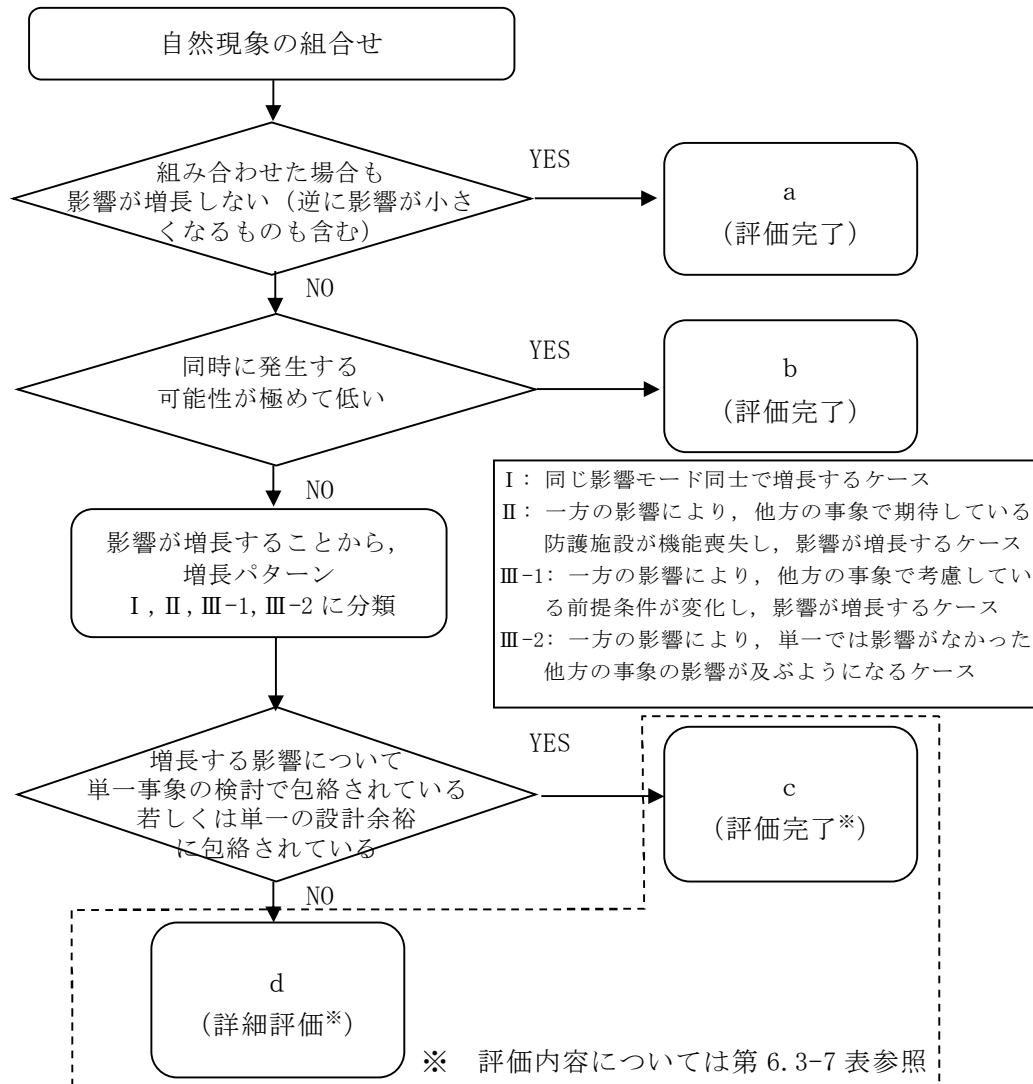 自然現象の組合せ
組み合わせた場合も
影響が増長しない（逆に影響が小さ
くなるものも含む）
YES
a
（評価完了）
NO
同時に発生する
可能性が極めて低い
YES
b
（評価完了）
NO
影響が増長することから，
増長パターン
Ⅰ，Ⅱ，Ⅲ-1，Ⅲ-2 に分類
Ⅰ： 同じ影響モード同士で増長するケース
Ⅱ： 一方の影響により，他方の事象で期待している
防護施設が機能喪失し，影響が増長するケース
Ⅲ-1： 一方の影響により，他方の事象で考慮してい
る前提条件が変化し，影響が増長するケース
Ⅲ-2： 一方の影響により，単一では影響がなかった
他方の事象の影響が及ぶようになるケース
増長する影響について
単一事象の検討で包絡されている
若しくは単一の設計余裕
に包絡されている
YES
c
（評価完了※）
NO
d
（詳細評価※）
※　評価内容については第 6.3-7 表参照